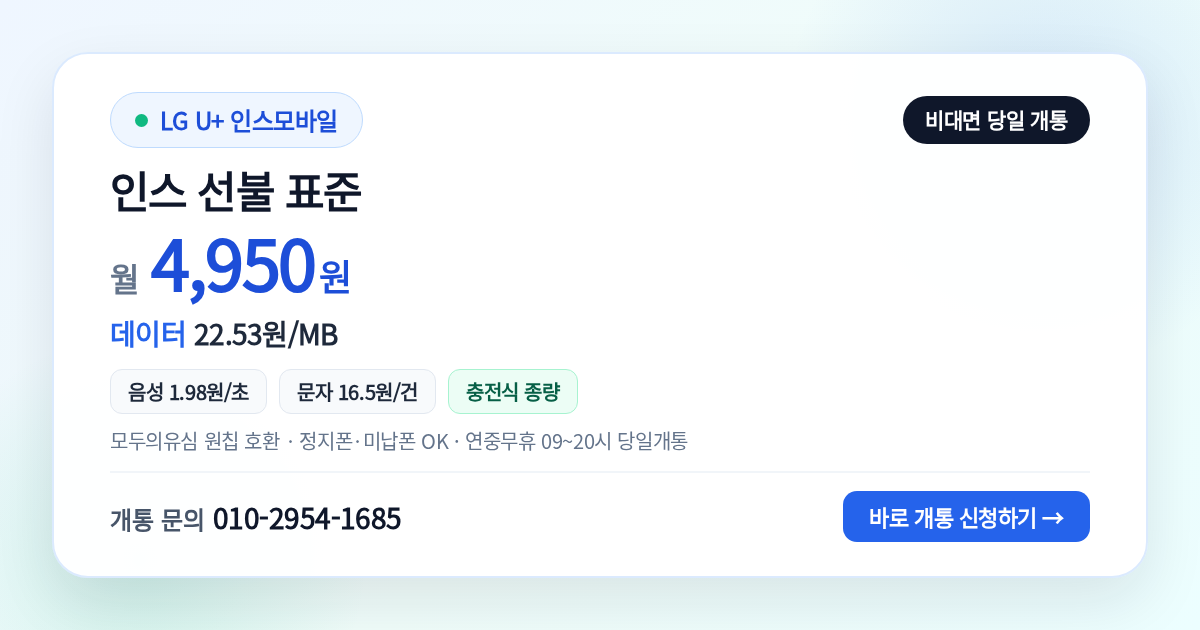 LG U+ 인스모바일
비대면 당일 개통
인스 선불 표준
월 4,950원
데이터 22.53원/MB
음성 1.98원/초
문자 16.5원/건
충전식 종량
모두의유심 원칩 호환 · 정지폰·미납폰 OK · 연중무휴 09~20시 당일개통
개통 문의 010-2954-1685
바로 개통 신청하기 →